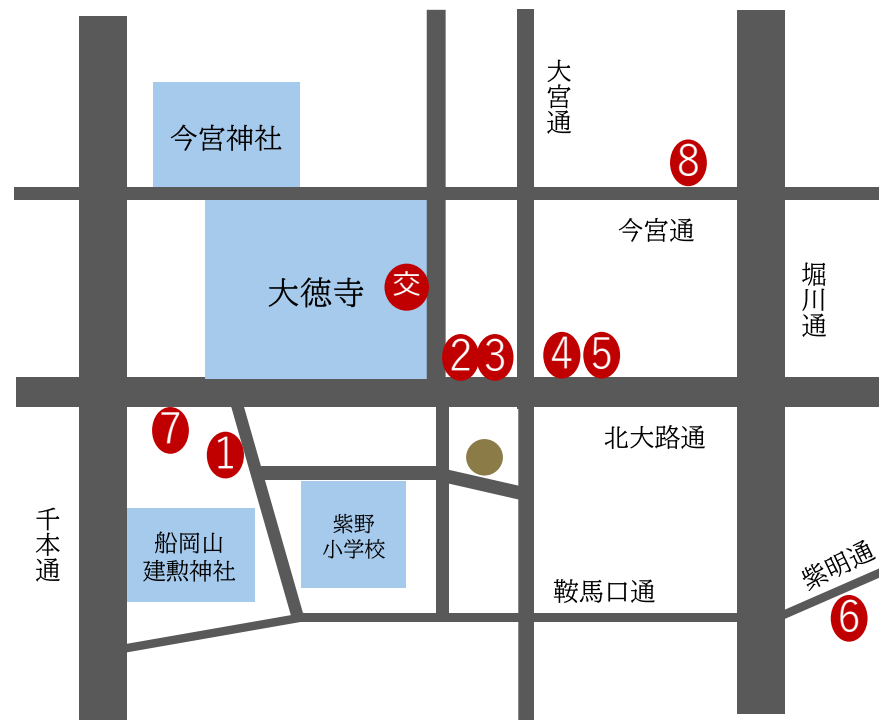 大宮通
今宮神社
8
今宮通
大徳寺
交
堀川通
2
3
4
5
7
1
北大路通
千本通
紫野
小学校
船岡山
建勲神社
紫明通
鞍馬口通
6